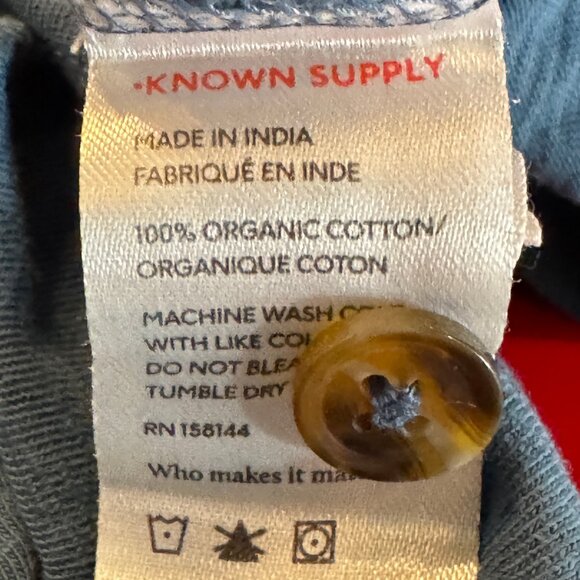 ·KNOWN SUPPLY
MADE IN INDIA
FABRIQUÉ EN INDE
100% ORGANIC COTTON/
ORGANIQUE COTON
MACHINE WASH
WITH LIKE
DO NOT
TUMBLE DRY
RN 158144
Who makes it